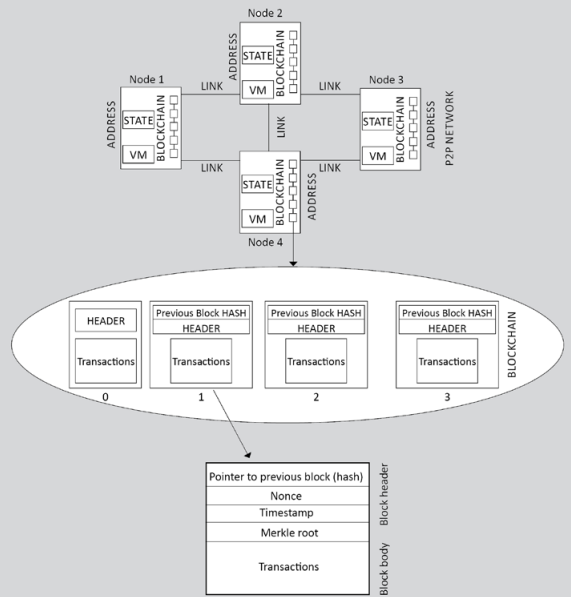 Node 2
ADDRESS
STATE
VM
BLOCKCHAIN
Node 1
ADDRESS
STATE
VM
BLOCKCHAIN
LINK
LINK
Node 3
STATE
VM
BLOCKCHAIN
ADDRESS
P2P NETWORK
LINK
LINK
LINK
STATE
VM
BLOCKCHAIN
ADDRESS
Node 4
HEADER
Transactions
0
Previous Block HASH
HEADER
Transactions
1
Previous Block HASH
HEADER
Transactions
2
Previous Block HASH
HEADER
Transactions
3
BLOCKCHAIN
Pointer to previous block (hash)
Nonce
Timestamp
Merkle root
Block header
Transactions
Block body